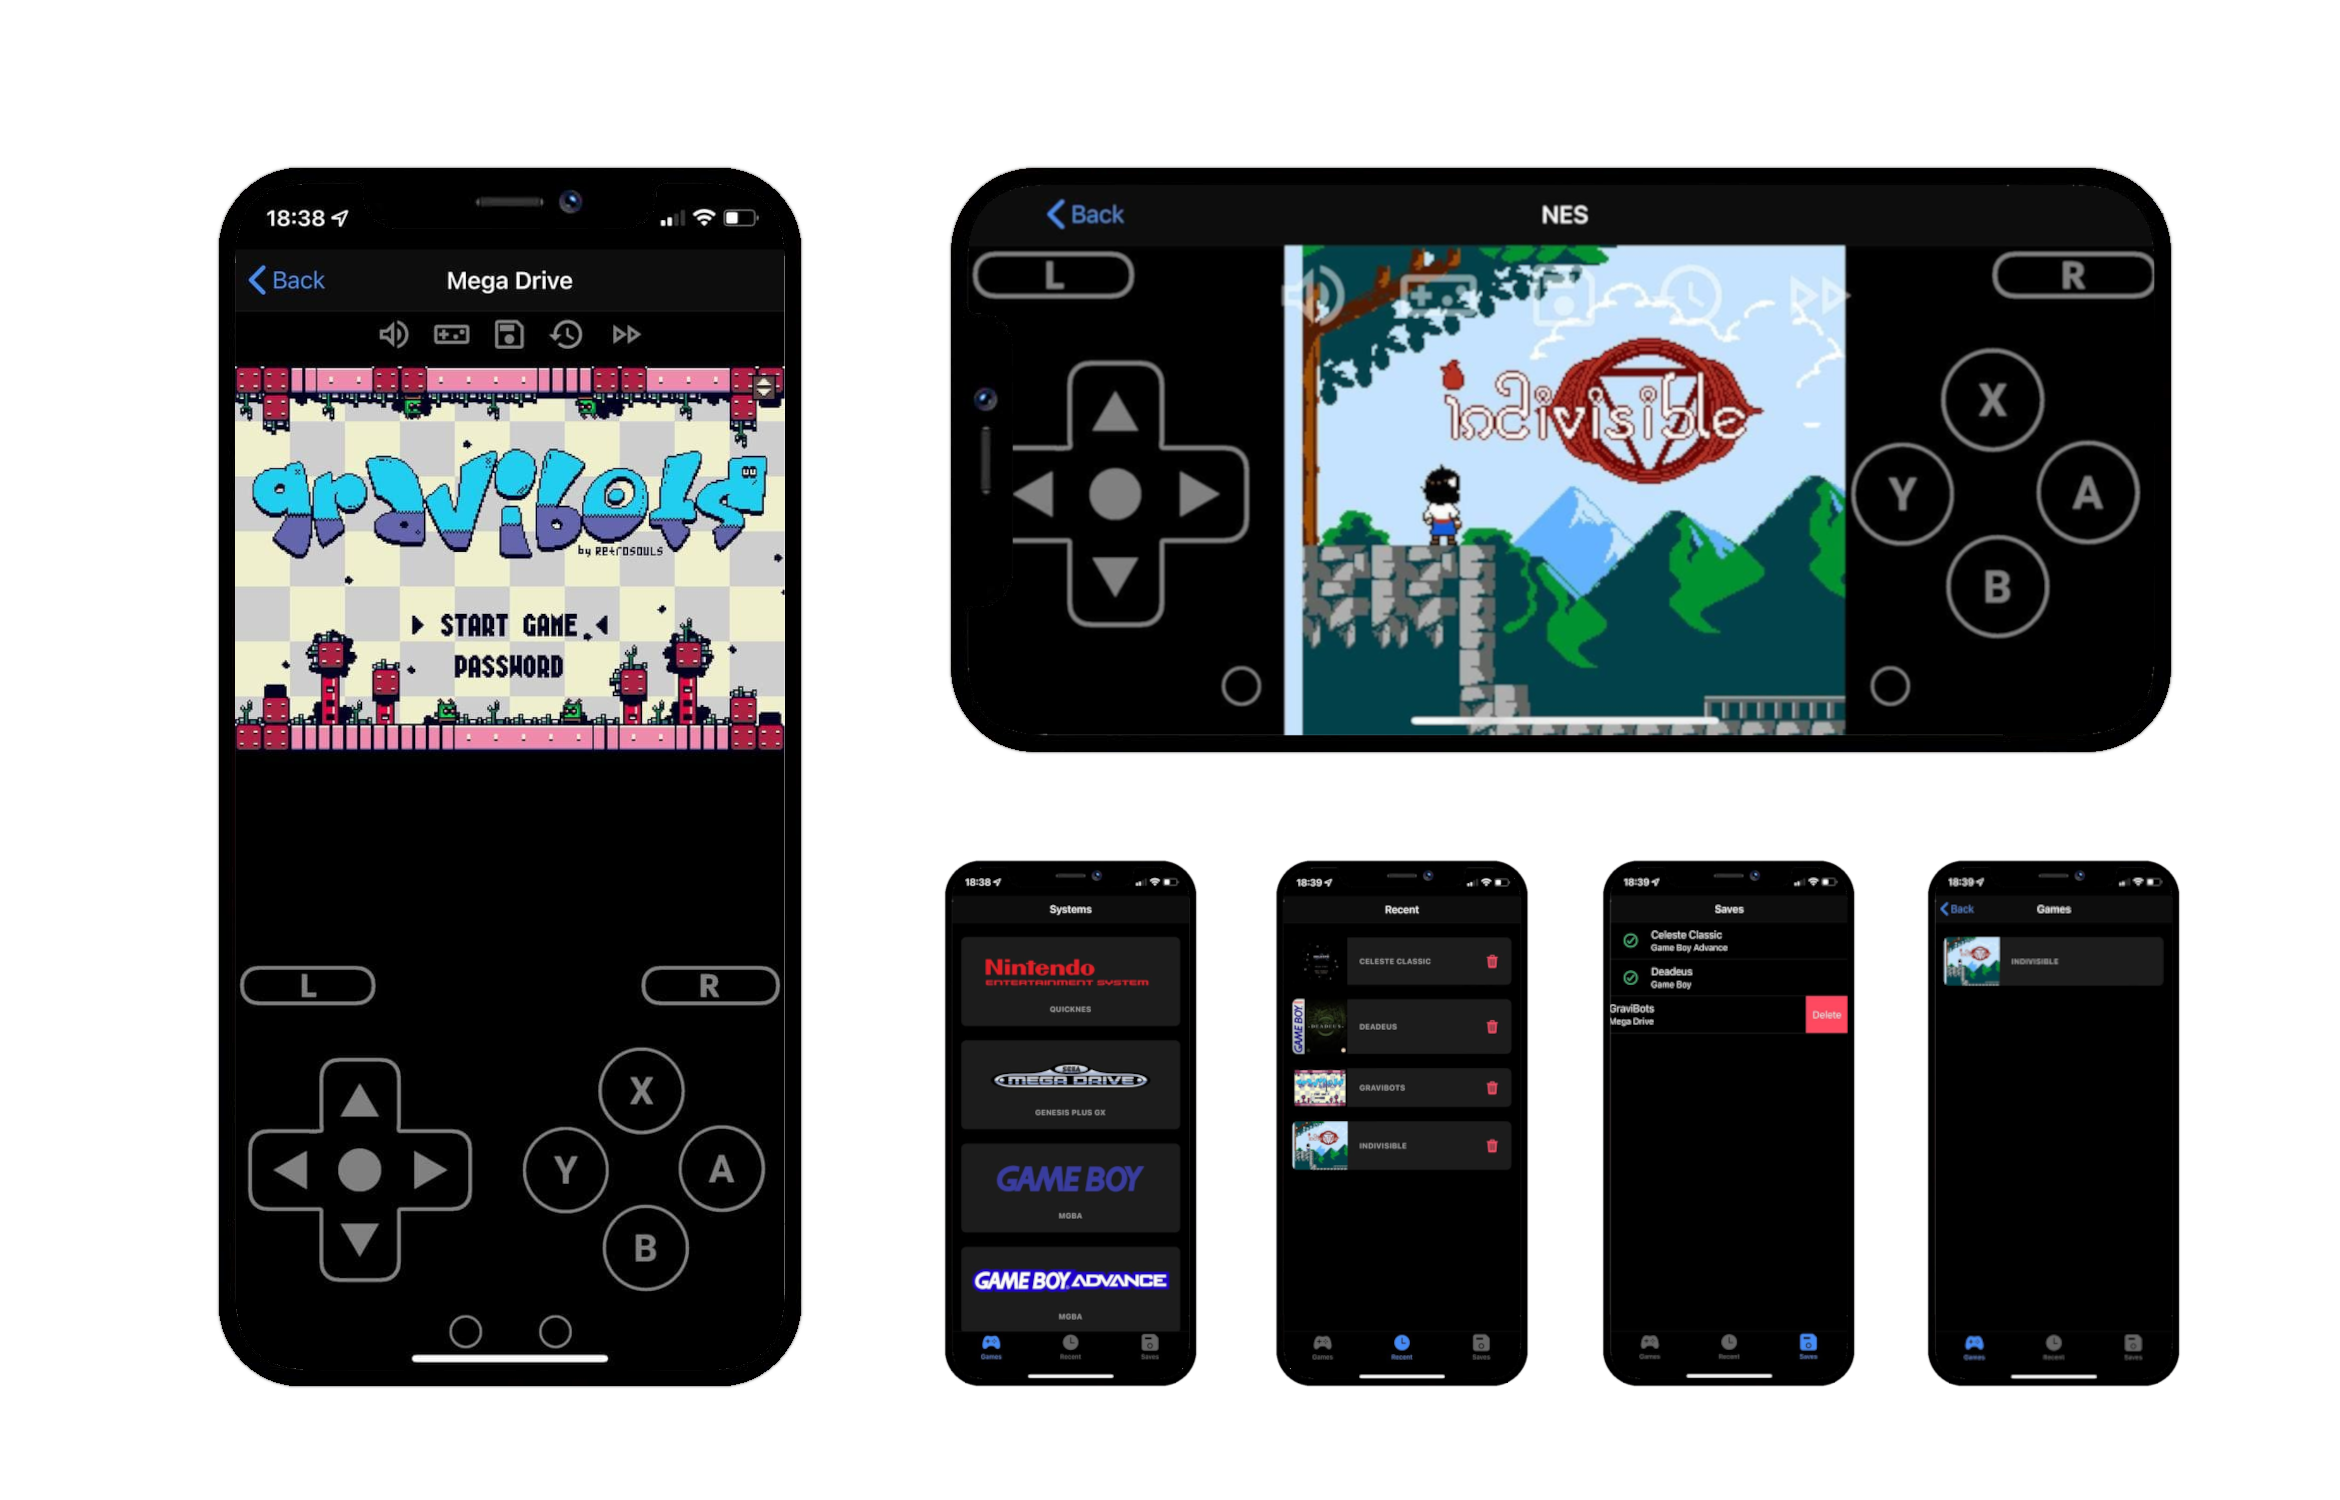 18:38
Back
Mega Drive
gravibots
by RETROSOULS
START GAME
PASSWORD
L
R
X
Y
A
B
Back
NES
L
R
indivisible
X
Y
A
B
18:38
Systems
Nintendo
ENTERTAINMENT SYSTEM
QUICKNES
SEGA
MEGA DRIVE
GENESIS PLUS GX
GAME BOY
MGBA
GAME BOY ADVANCE
MGBA
Games
Recent
Saves
18:39
Recent
CELESTE CLASSIC
GAME BOY
DEADEUS
DEADEUS
GRAVIBOTS
INDIVISIBLE
Games
Recent
Saves
18:39
Saves
Celeste Classic
Game Boy Advance
Deadeus
Game Boy
GraviBots
Mega Drive
Delete
Games
Recent
Saves
18:39
Back
Games
INDIVISIBLE
Games
Recent
Saves